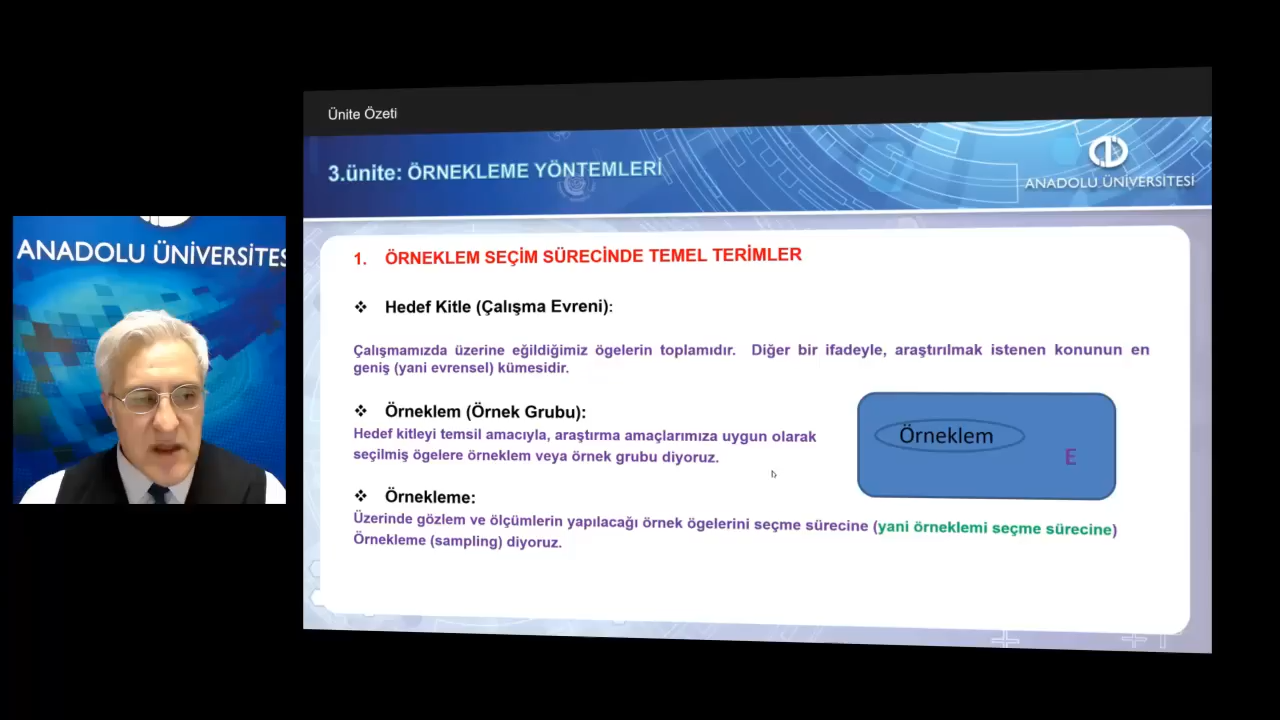 Ünite Özeti
3.ünite: ÖRNEKLEME YÖNTEMLERİ
ANADOLU ÜNİVERSİTESİ
ANADOLU ÜNİVERSİTES
1. ÖRNEKLEM SEÇİM SÜRECİNDE TEMEL TERİMLER
❖ Hedef Kitle (Çalışma Evreni):
Çalışmamızda üzerine eğildiğimiz ögelerin toplamıdır. Diğer bir ifadeyle, araştırılmak istenen konunun en
geniş (yani evrensel) kümesidir.
❖ Örneklem (Örnek Grubu):
Hedef kitleyi temsil amacıyla, araştırma amaçlarımıza uygun olarak
seçilmiş ögelere örneklem veya örnek grubu diyoruz.
Örneklem
E
❖ Örnekleme:
Üzerinde gözlem ve ölçümlerin yapılacağı örnek ögelerini seçme sürecine (yani örneklemi seçme sürecine)
Örnekleme (sampling) diyoruz.